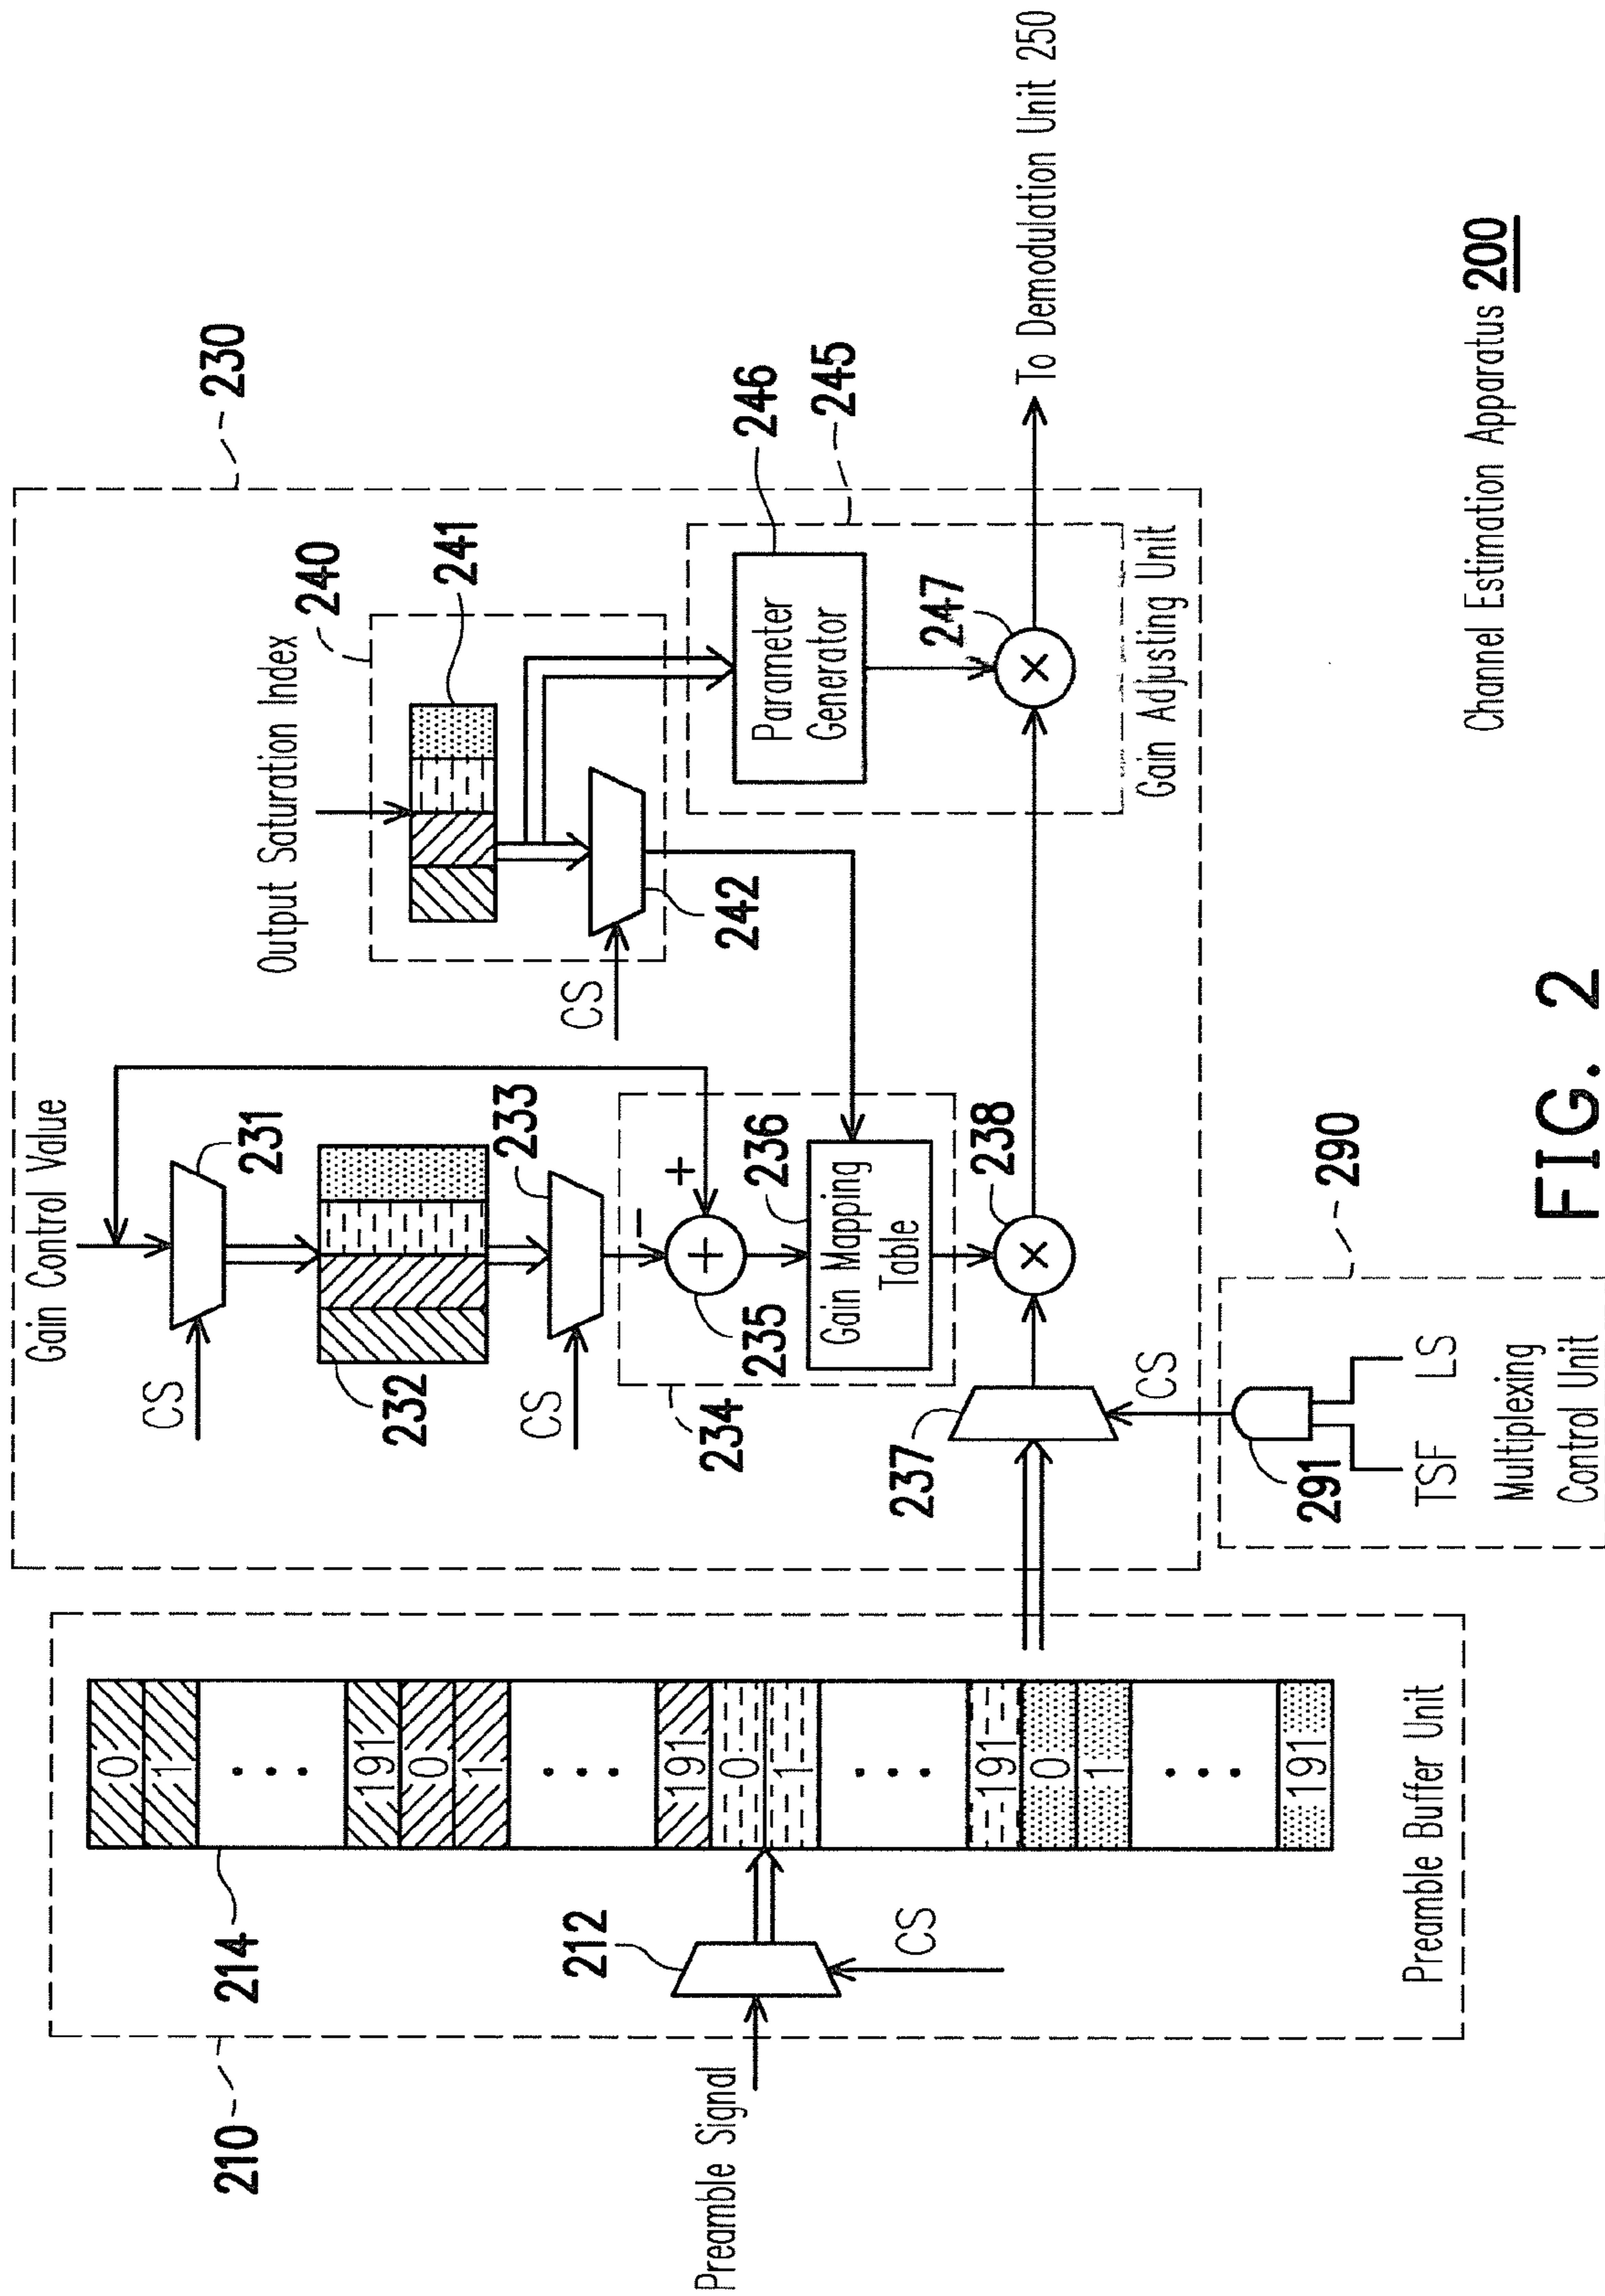 Gain Control Value
CS
231
232
CS
233
234
235
-
+
+
236
Gain Mapping
Table
237
238
×
Output Saturation Index
240
241
CS
242
230
246
245
Parameter
Generator
247
×
Gain Adjusting Unit
To Demodulation Unit 250
210
214
0
1
191
0
1
191
0
1
191
0
1
191
212
CS
Preamble Signal
Preamble Buffer Unit
CS
290
291
TSF
LS
Multiplexing
Control Unit
Channel Estimation Apparatus 200
FIG. 2